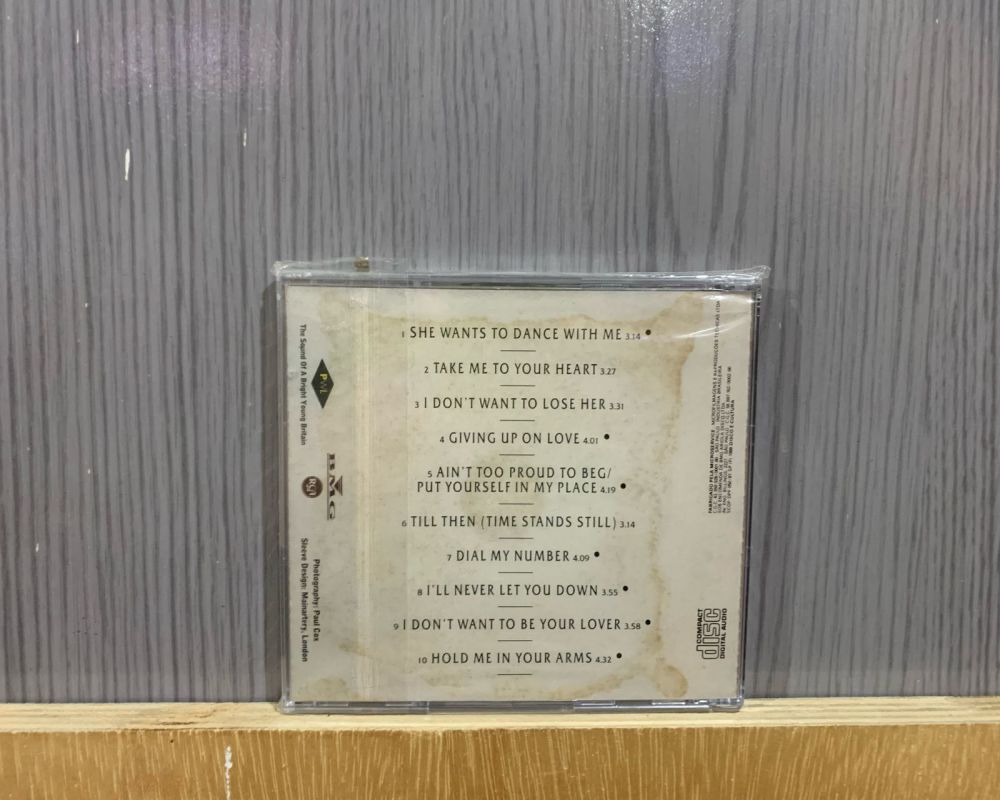 1 SHE WANTS TO DANCE WITH ME 3.14 •
2 TAKE ME TO YOUR HEART 3.27
3 I DON'T WANT TO LOSE HER 3.31
4 GIVING UP ON LOVE 4.01 •
5 AIN'T TOO PROUD TO BEG/
PUT YOURSELF IN MY PLACE 4.19 •
6 TILL THEN (TIME STANDS STILL) 3.14
7 DIAL MY NUMBER 4.09 •
8 I'LL NEVER LET YOU DOWN 3.55 •
9 I DON'T WANT TO BE YOUR LOVER 3.58 •
10 HOLD ME IN YOUR ARMS 4.32 •
The Sound Of A Bright Young Britain
PWL
BMG
RCA
Photography: Paul Cox
Sleeve Design: Mainartery, London
FABRICADO PELA MICROSERVICE
COMPACT
disc
DIGITAL AUDIO